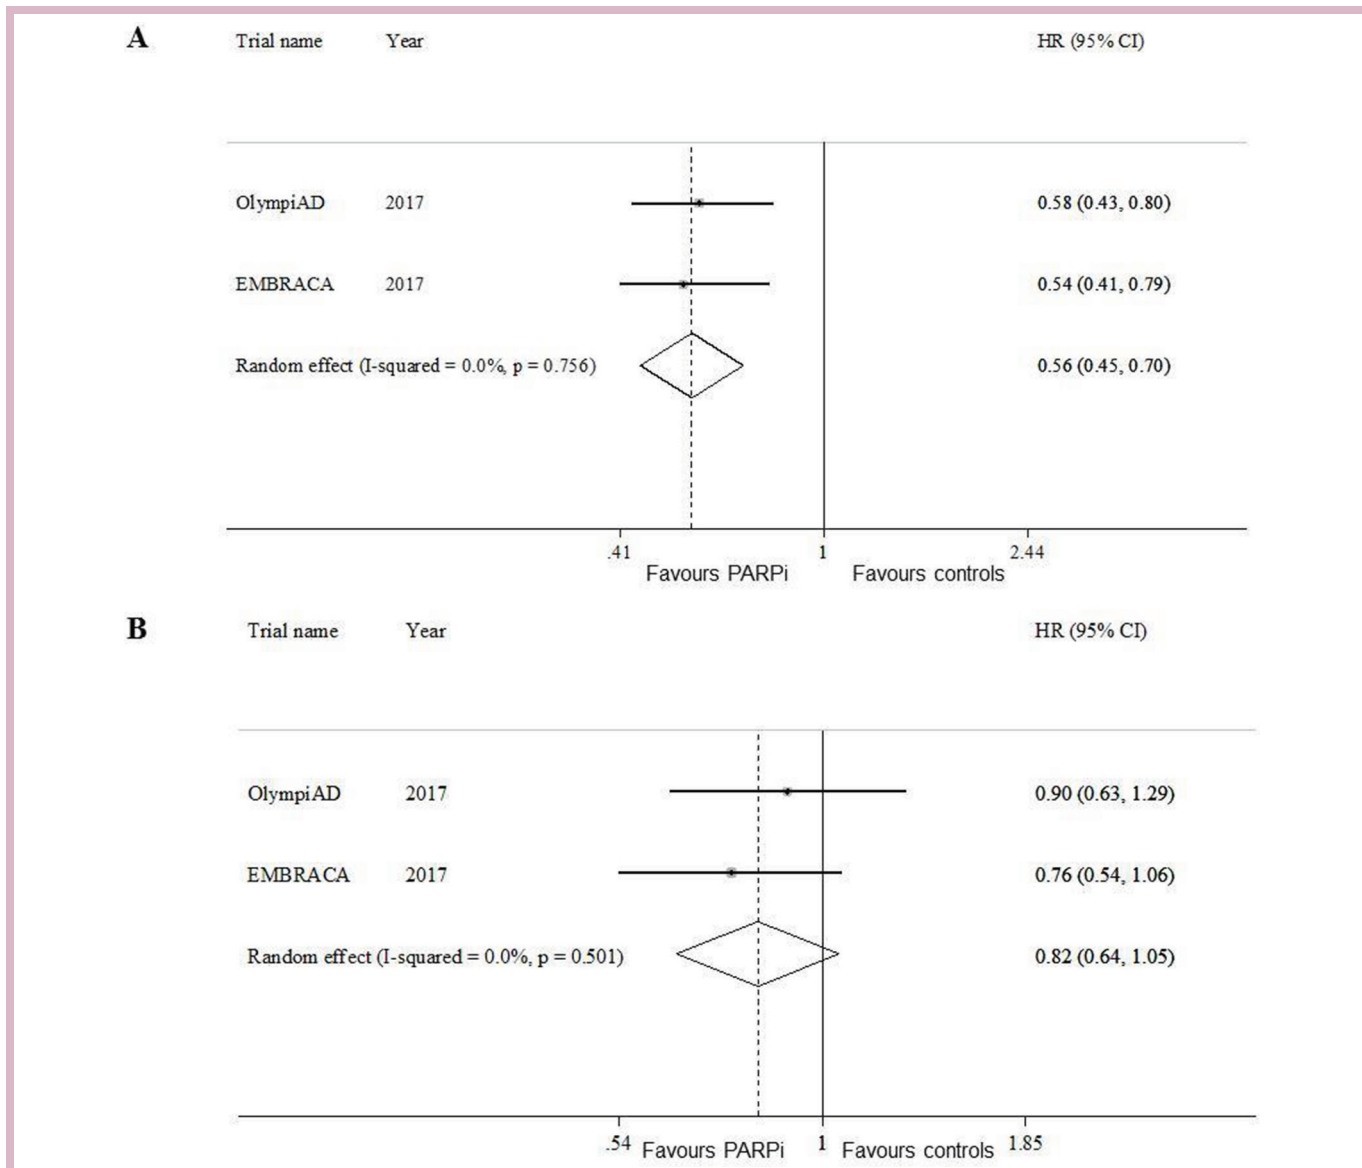 A Trial name Year HR (95% CI)
OlympiAD 2017 0.58 (0.43, 0.80)
EMBRACA 2017 0.54 (0.41, 0.79)
Random effect (I-squared = 0.0%, p = 0.756) 0.56 (0.45, 0.70)
.41 1 2.44
Favours PARPi Favours controls
B Trial name Year HR (95% CI)
OlympiAD 2017 0.90 (0.63, 1.29)
EMBRACA 2017 0.76 (0.54, 1.06)
Random effect (I-squared = 0.0%, p = 0.501) 0.82 (0.64, 1.05)
.54 Favours PARPi 1 Favours controls 1.85